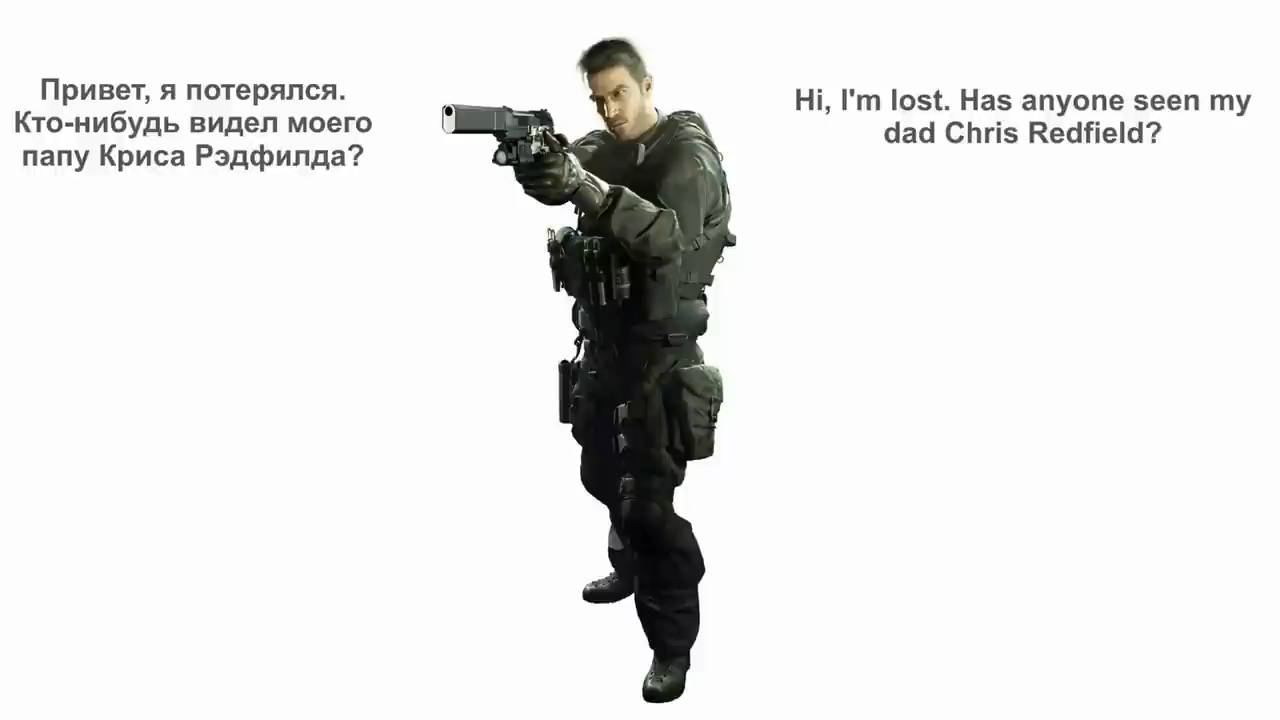 Привет, я потерялся.
Кто-нибудь видел моего
папу Криса Рэдфилда?
Hi, I'm lost. Has anyone seen my
dad Chris Redfield?